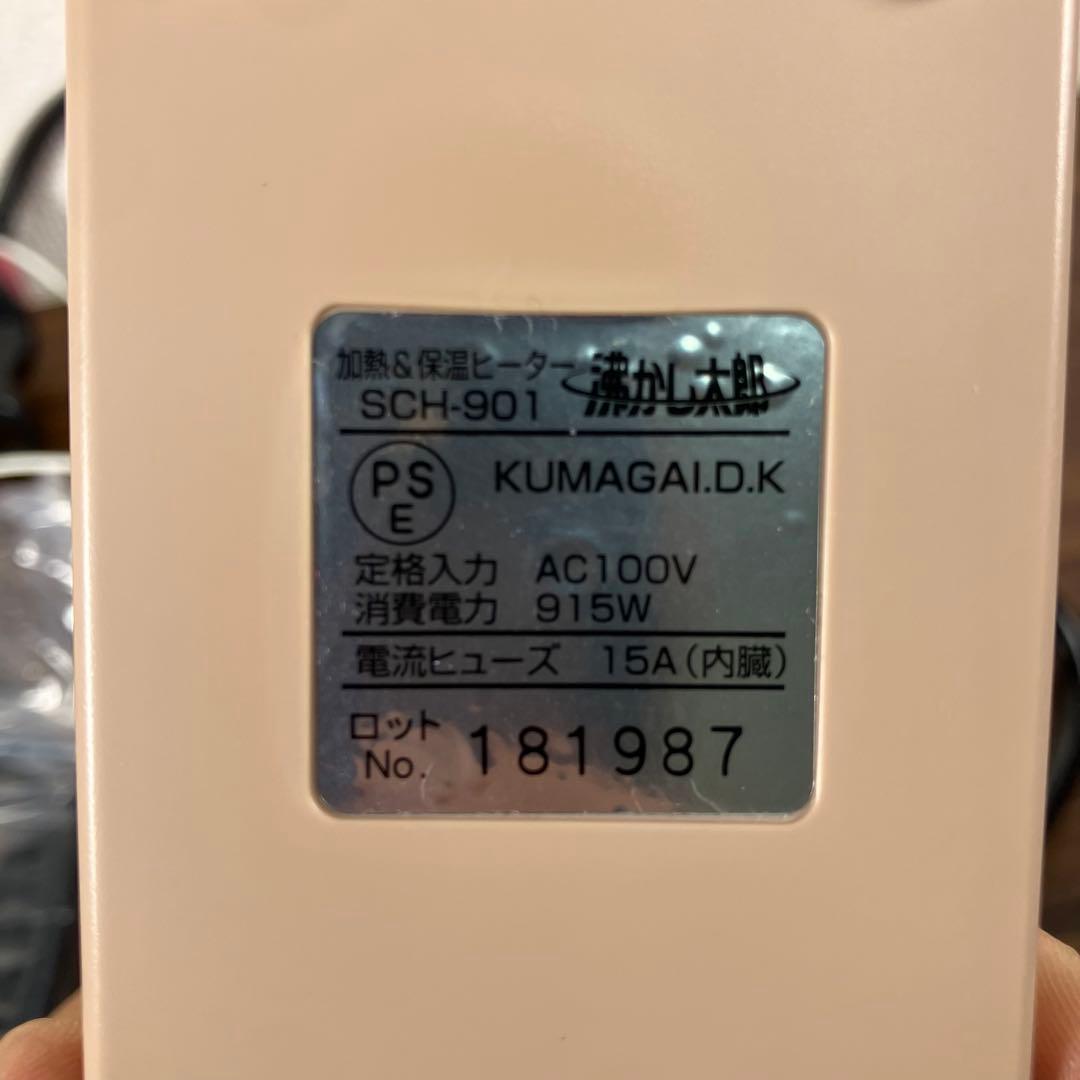 加熱&保温ヒーター 沸かし太郎
SCH-901
PS
E
KUMAGAI.D.K
定格入力 AC100V
消費電力 915W
電流ヒューズ 15A(内臓)
ロット
No. 181987